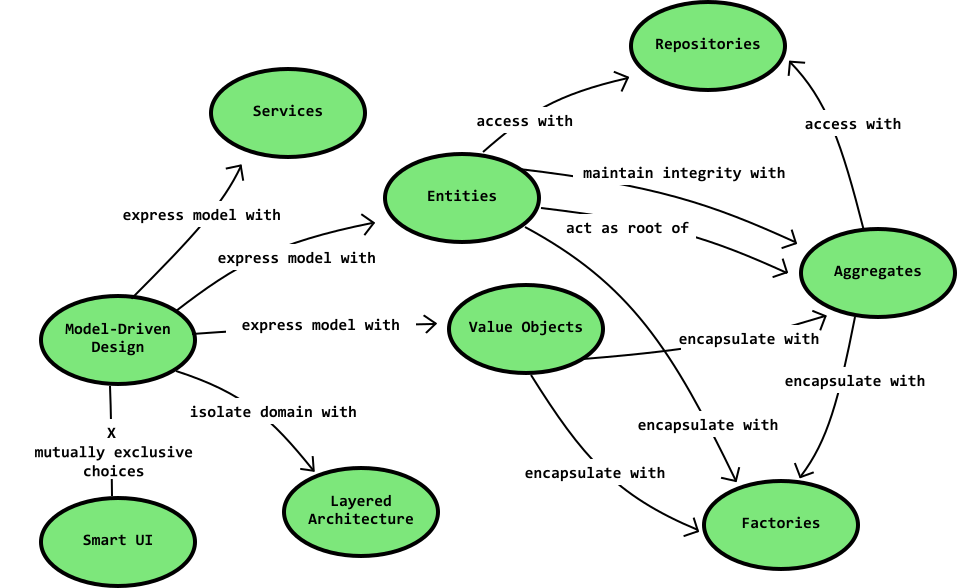 Repositories
Services
access with
access with
maintain integrity with
Entities
express model with
act as root of
express model with
Aggregates
Model-Driven
Design
express model with
Value Objects
encapsulate with
encapsulate with
isolate domain with
encapsulate with
X
mutually exclusive
choices
encapsulate with
Layered
Architecture
Factories
Smart UI